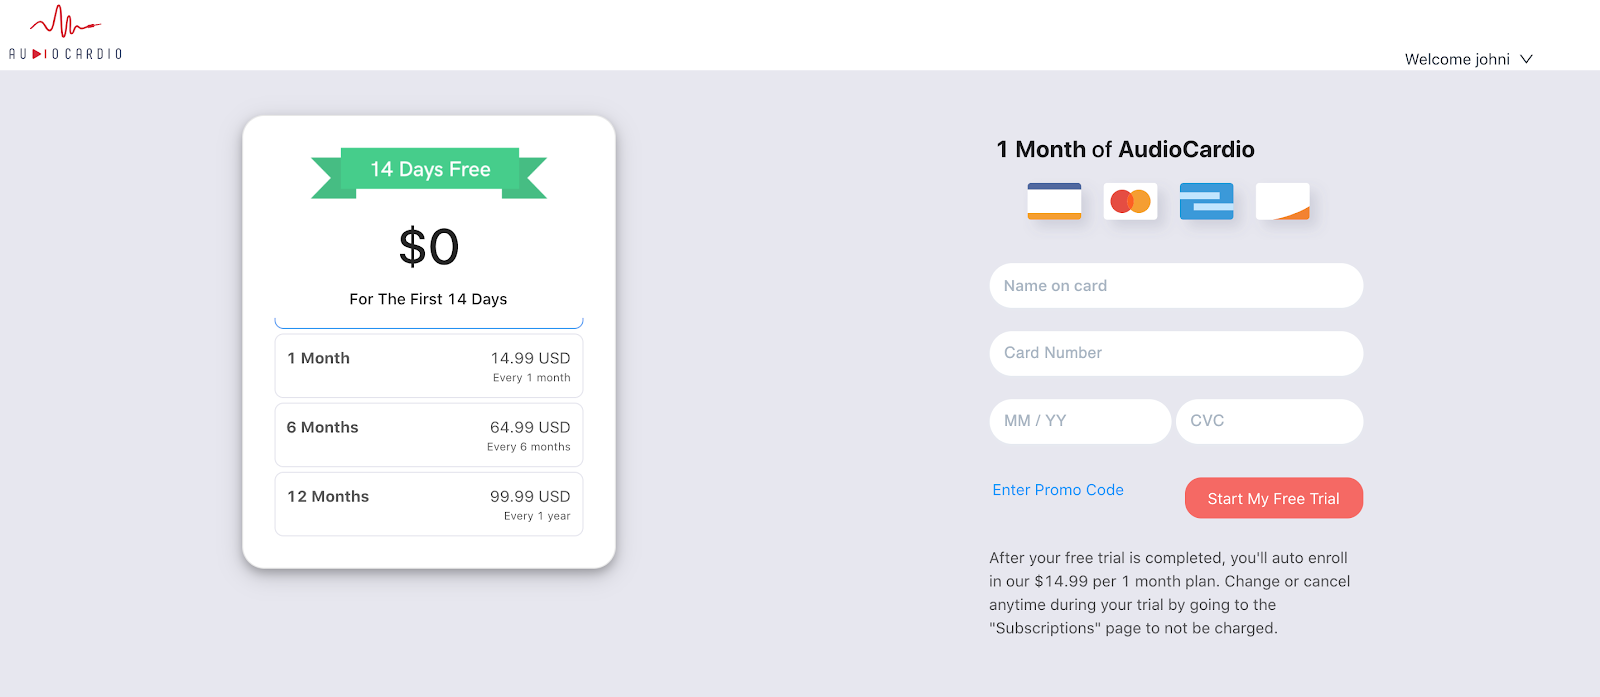 AUDIOCARDIO
Welcome johni
14 Days Free
$0
For The First 14 Days
1 Month 14.99 USD
Every 1 month
6 Months 64.99 USD
Every 6 months
12 Months 99.99 USD
Every 1 year
1 Month of AudioCardio
Name on card
Card Number
MM / YY CVC
Enter Promo Code Start My Free Trial
After your free trial is completed, you'll auto enroll
in our $14.99 per 1 month plan. Change or cancel
anytime during your trial by going to the
"Subscriptions" page to not be charged.